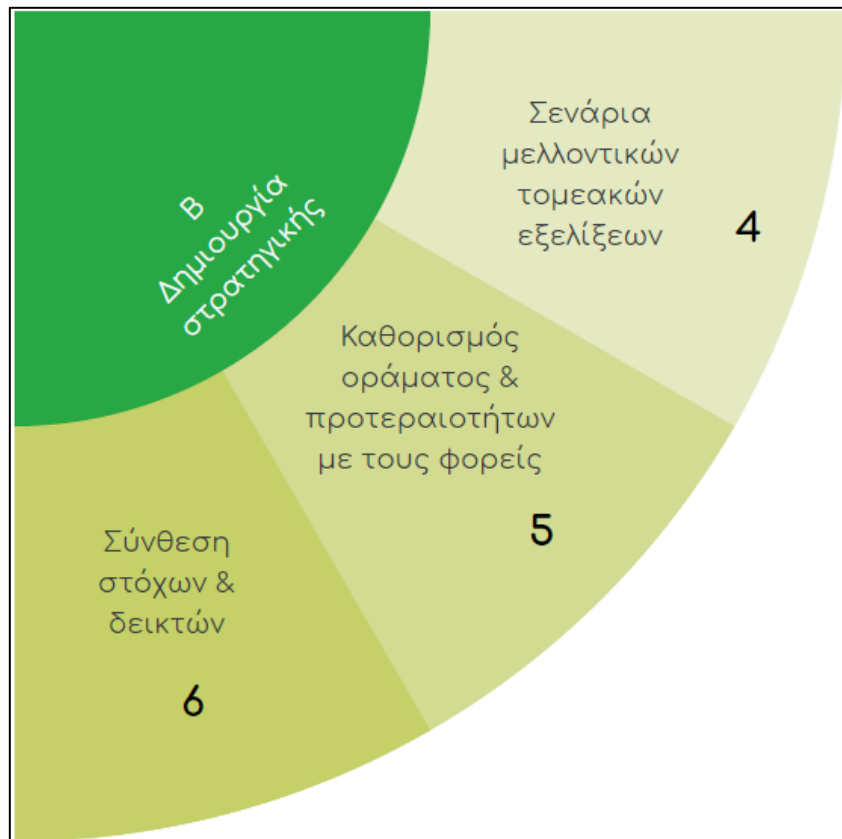 Β
Δημιουργία
στρατηγικής
Σενάρια
μελλοντικών
τομεακών
εξελίξεων
4
Καθορισμός
οράματος &
προτεραιοτήτων
με τους φορείς
5
Σύνθεση
στόχων &
δεικτών
6